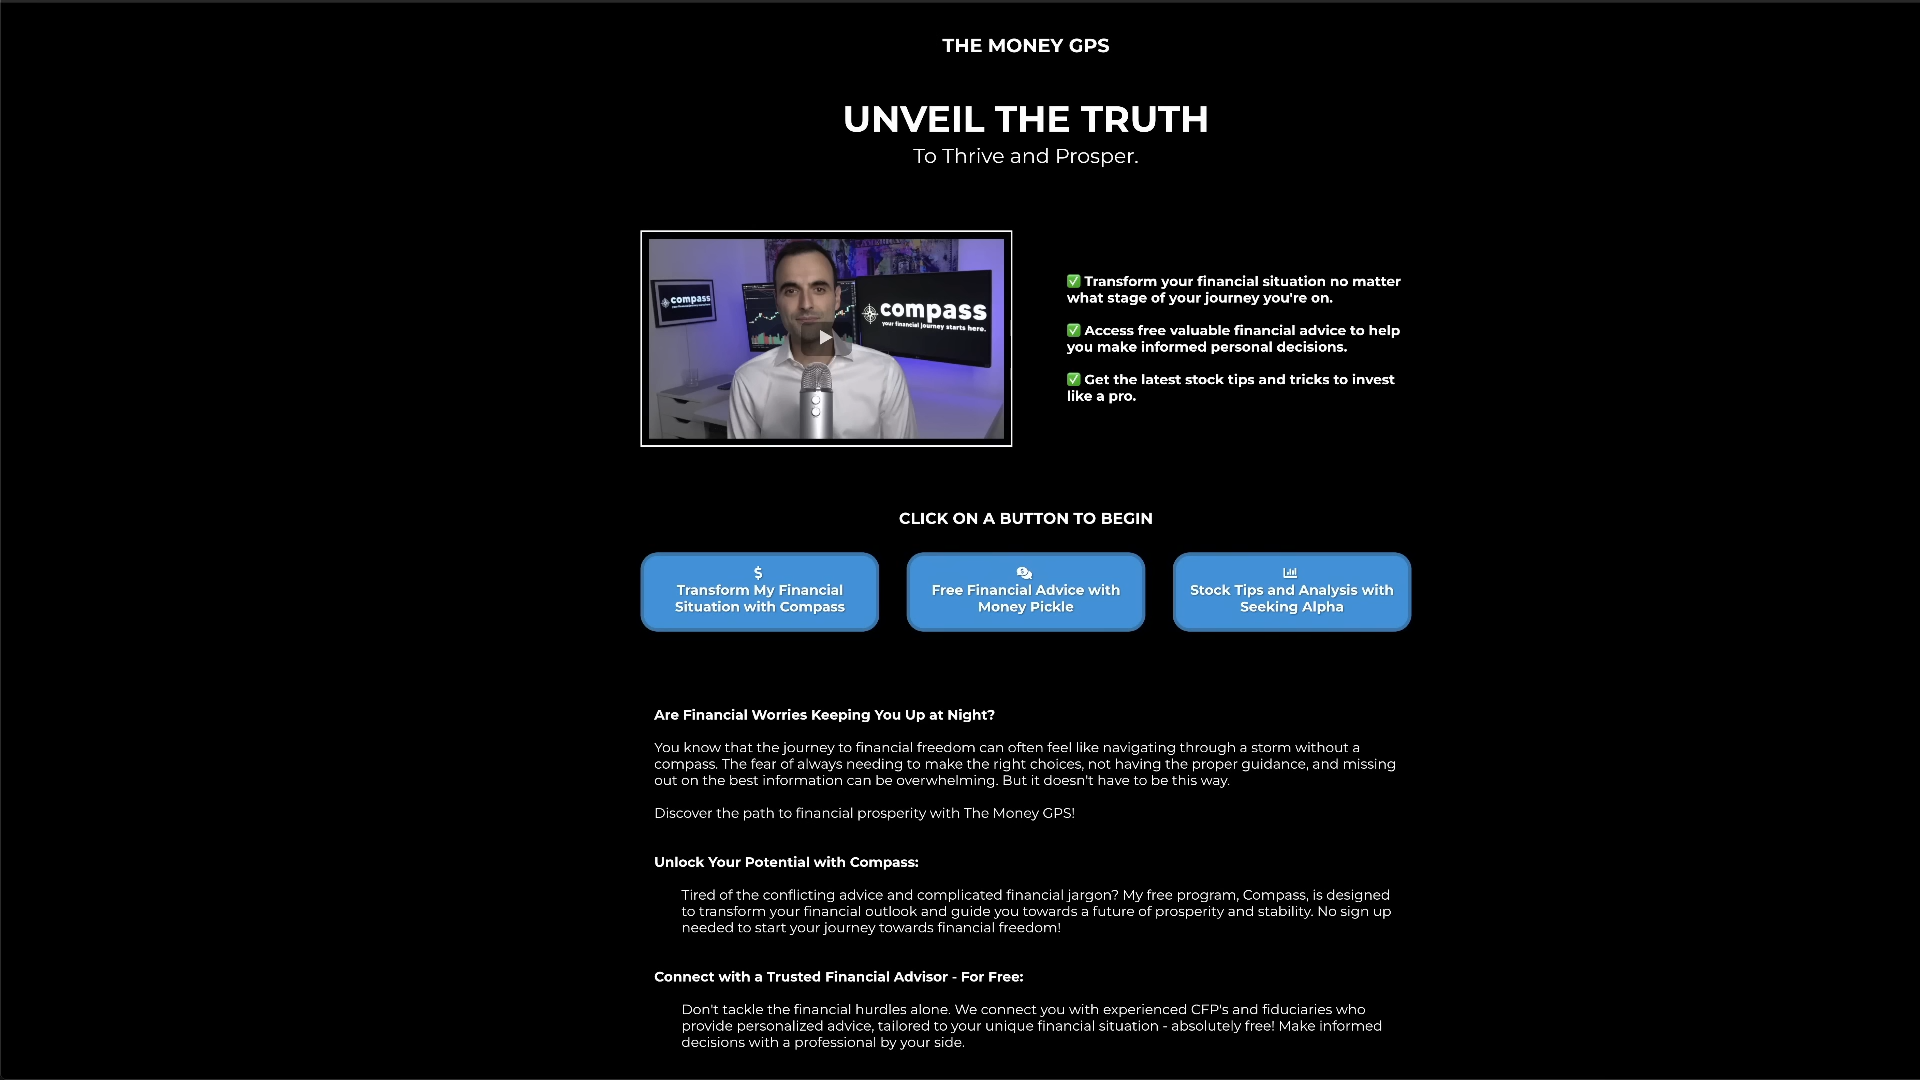 THE MONEY GPS
UNVEIL THE TRUTH
To Thrive and Prosper.
compass
compass
your financial journey starts here.
✅ Transform your financial situation no matter
what stage of your journey you're on.
✅ Access free valuable financial advice to help
you make informed personal decisions.
✅ Get the latest stock tips and tricks to invest
like a pro.
CLICK ON A BUTTON TO BEGIN
Transform My Financial
Situation with Compass
Free Financial Advice with
Money Pickle
Stock Tips and Analysis with
Seeking Alpha
Are Financial Worries Keeping You Up at Night?
You know that the journey to financial freedom can often feel like navigating through a storm without a
compass. The fear of always needing to make the right choices, not having the proper guidance, and missing
out on the best information can be overwhelming. But it doesn't have to be this way.
Discover the path to financial prosperity with The Money GPS!
Unlock Your Potential with Compass:
Tired of the conflicting advice and complicated financial jargon? My free program, Compass, is designed
to transform your financial outlook and guide you towards a future of prosperity and stability. No sign up
needed to start your journey towards financial freedom!
Connect with a Trusted Financial Advisor - For Free:
Don't tackle the financial hurdles alone. We connect you with experienced CFP's and fiduciaries who
provide personalized advice, tailored to your unique financial situation - absolutely free! Make informed
decisions with a professional by your side.